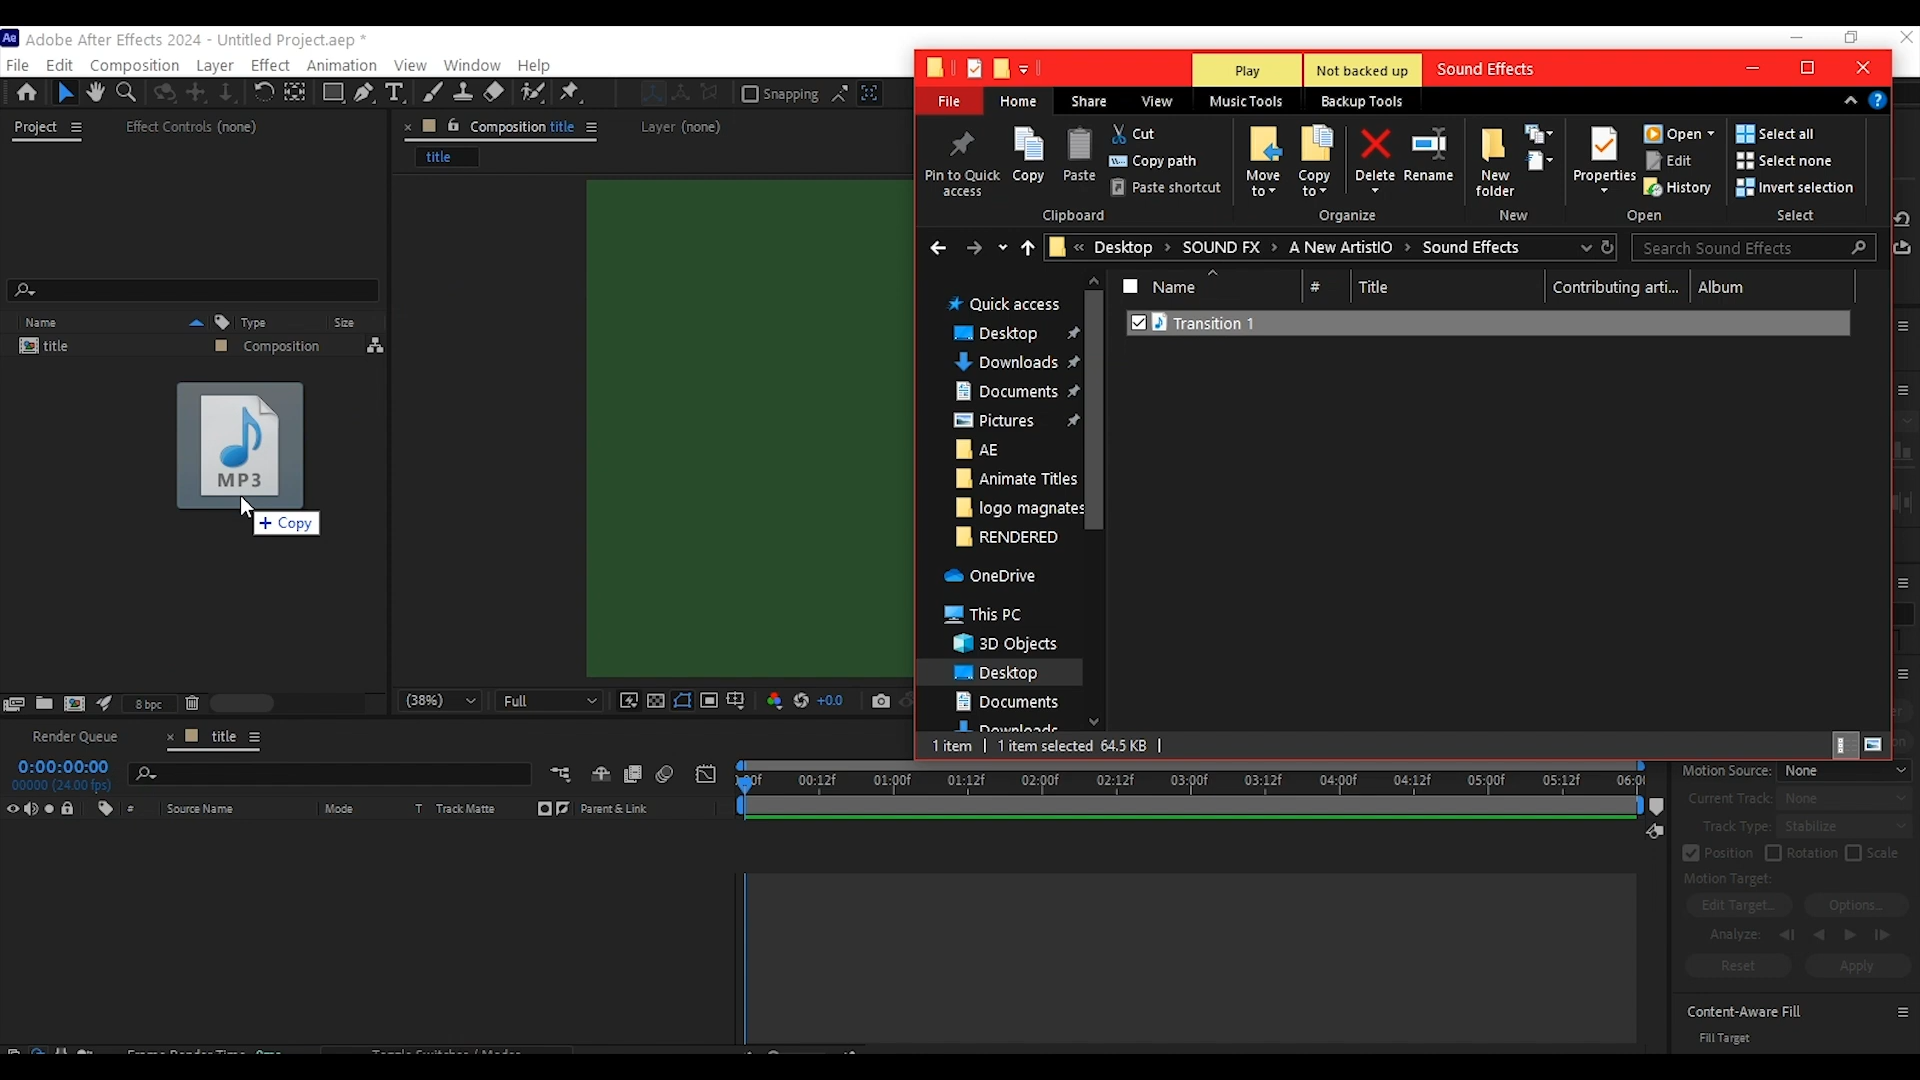 Ae Adobe After Effects 2024 - Untitled Project.aep *
File Edit Composition Layer Effect Animation View Window Help
Snapping
Project
Effect Controls (none)
Composition title
Layer (none)
title
Name Type Size
title Composition
MP3
+ Copy
8 bpc
(38%) Full +0.0
Play Not backed up Sound Effects
File Home Share View Music Tools Backup Tools
Pin to Quick access
Copy
Paste
Cut
Copy path
Paste shortcut
Clipboard
Move to
Copy to
Delete
Rename
Organize
New folder
New
Properties
Open
Edit
History
Open
Select all
Select none
Invert selection
Select
« Desktop > SOUND FX > A New ArtistIO > Sound Effects
Search Sound Effects
Name # Title Contributing arti... Album
Transition 1
Quick access
Desktop
Downloads
Documents
Pictures
AE
Animate Titles
logo magnates
RENDERED
OneDrive
This PC
3D Objects
Desktop
Documents
Downloads
1 item 1 item selected 64.5 KB
Render Queue
title
0:00:00:00
00000 (24.00 fps)
# Source Name Mode T Track Matte Parent & Link
00:12f 01:00f 01:12f 02:00f 02:12f 03:00f 03:12f 04:00f 04:12f 05:00f 05:12f 06:0
Motion Source: None
Current Track: None
Track Type: Stabilize
Position Rotation Scale
Motion Target:
Edit Target... Options...
Analyze:
Reset Apply
Content-Aware Fill
Fill Target
Frame Render Time 0ms
Toggle Switches / Modes